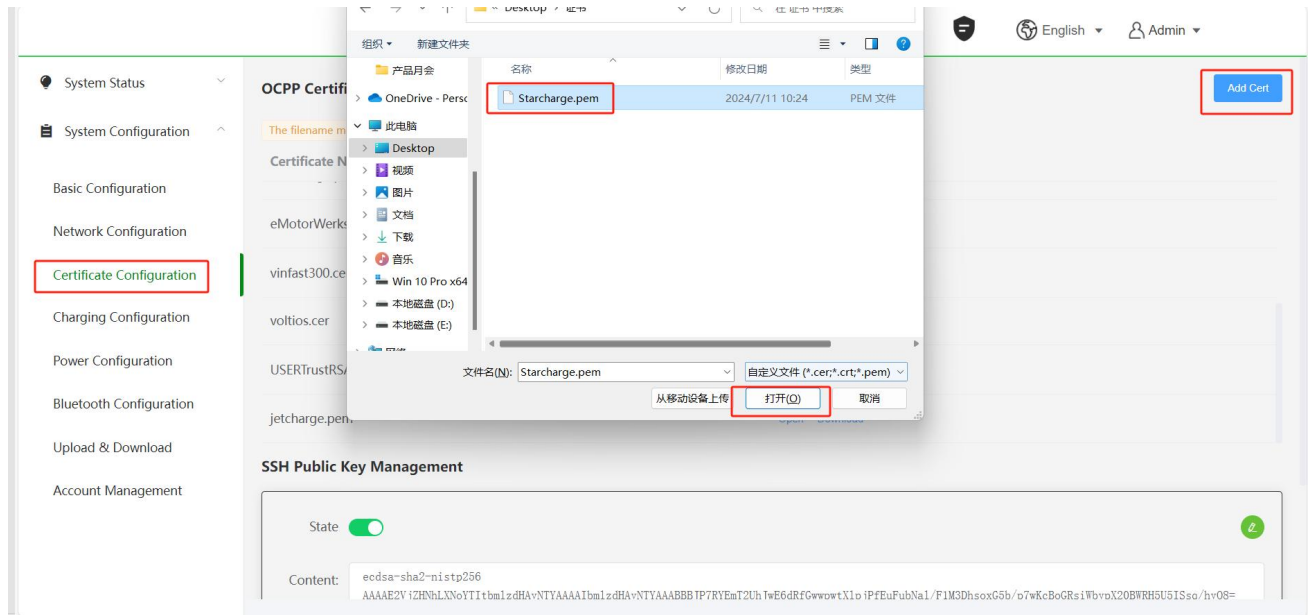 Desktop › 证书
在 证书 中搜索
English
Admin
组织
新建文件夹
System Status
System Configuration
Basic Configuration
Network Configuration
Certificate Configuration
Charging Configuration
Power Configuration
Bluetooth Configuration
Upload & Download
Account Management
OCPP Certifi
Add Cert
The filename m
Certificate N
eMotorWerks
vinfast300.ce
voltios.cer
USERTrustRSA
jetcharge.pem
Open Download
产品月会
OneDrive - Perso
此电脑
Desktop
视频
图片
文档
下载
音乐
Win 10 Pro x64
本地磁盘 (D:)
本地磁盘 (E:)
名称
修改日期
类型
Starcharge.pem
2024/7/11 10:24
PEM 文件
文件名(N):
Starcharge.pem
自定义文件 (*.cer;*.crt;*.pem)
从移动设备上传
打开(O)
取消
SSH Public Key Management
State
Content:
ecdsa-sha2-nistp256